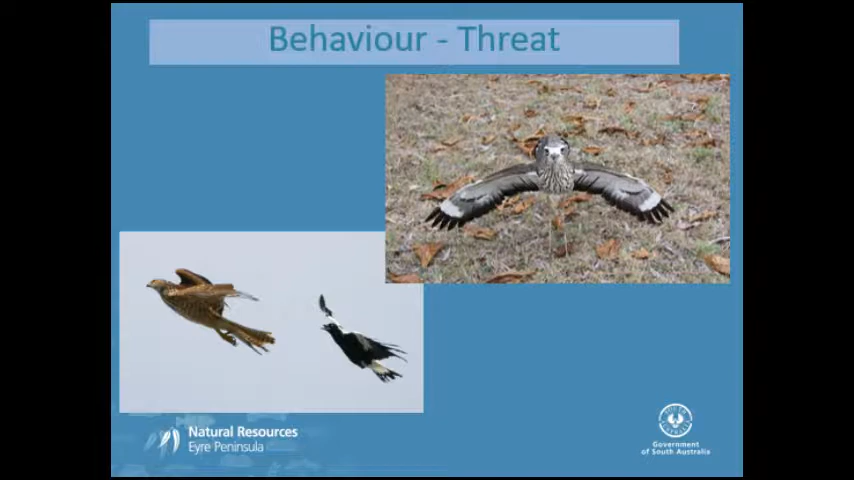 Behaviour - Threat
Natural Resources
Eyre Peninsula
Government
of South Australia